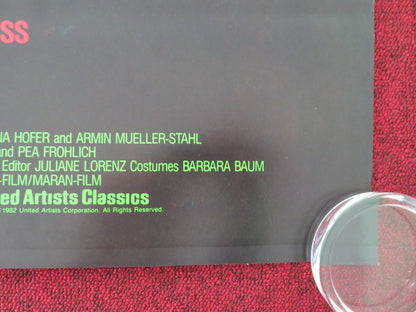 SS
NA HOFER and ARMIN MUELLER-STAHL
and PEA FROHLICH
Editor JULIANE LORENZ Costumes BARBARA BAUM
-FILM/MARAN-FILM
ed Artists Classics
1982 United Artists Corporation. All Rights Reserved.